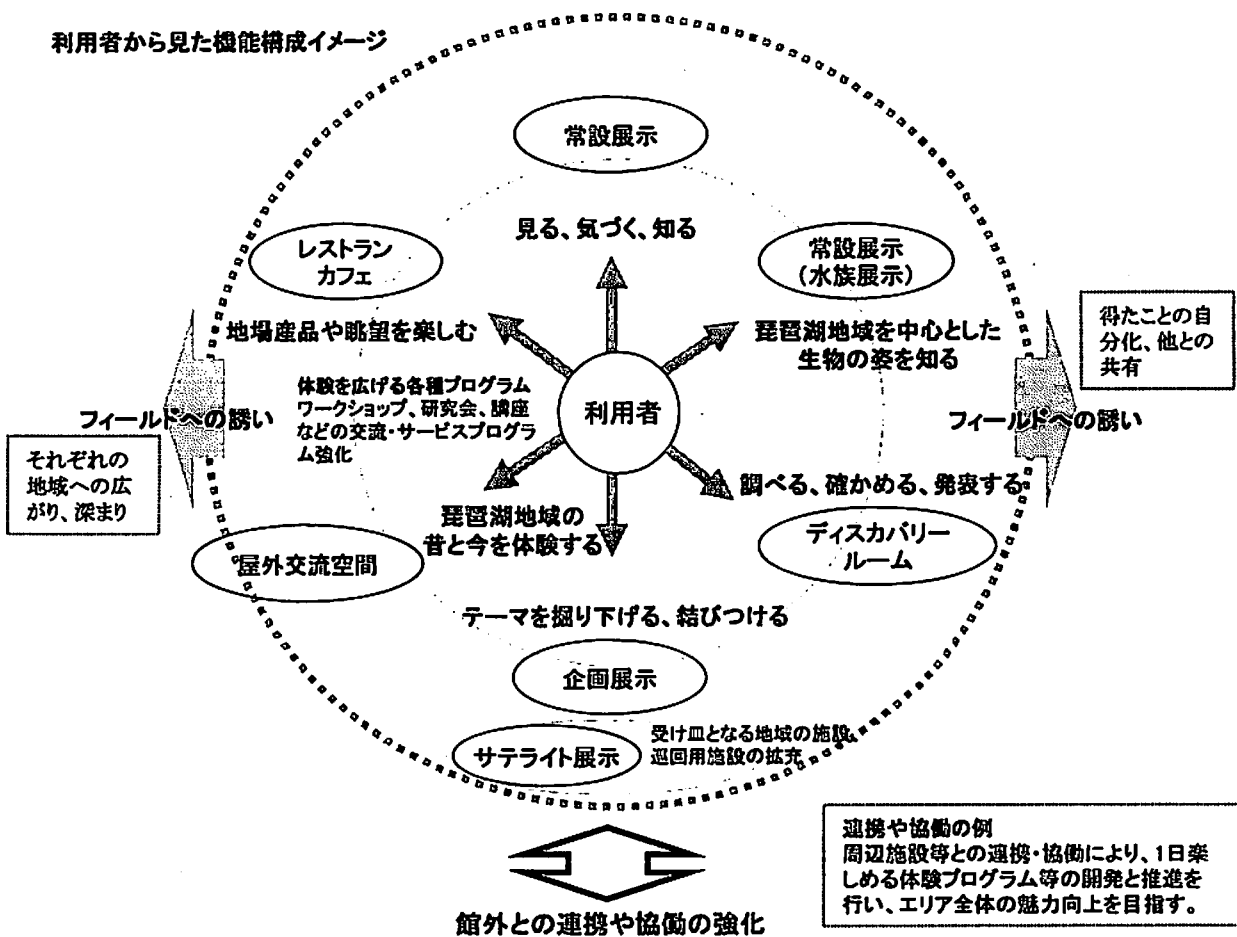 利用者から見た機能構成イメージ
常設展示
見る、気づく、知る
レストラン
カフェ
常設展示
(水族展示)
地場産品や眺望を楽しむ
琵琶湖地域を中心とした
生物の姿を知る
得たことの自
分化、他との
共有
体験を広げる各種プログラム
ワークショップ、研究会、講座
などの交流・サービスプログラ
ム強化
利用者
フィールドへの誘い
フィールドへの誘い
それぞれの
地域への広
がり、深まり
調べる、確かめる、発表する
琵琶湖地域の
昔と今を体験する
ディスカバリー
ルーム
屋外交流空間
テーマを掘り下げる、結びつける
企画展示
サテライト展示
受け皿となる地域の施設、
巡回用施設の拡充
連携や協働の例
周辺施設等との連携・協働により、1日楽
しめる体験プログラム等の開発と推進を
行い、エリア全体の魅力向上を目指す。
館外との連携や協働の強化